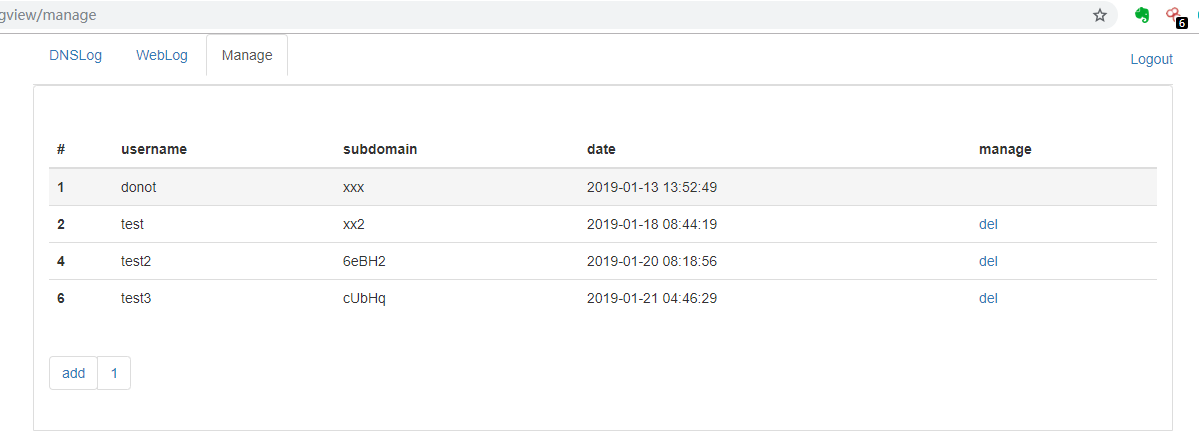 gview/manage
6
DNSLog WebLog Manage Logout
# username subdomain date manage
1 donot xxx 2019-01-13 13:52:49
2 test xx2 2019-01-18 08:44:19 del
4 test2 6eBH2 2019-01-20 08:18:56 del
6 test3 cUbHq 2019-01-21 04:46:29 del
add 1